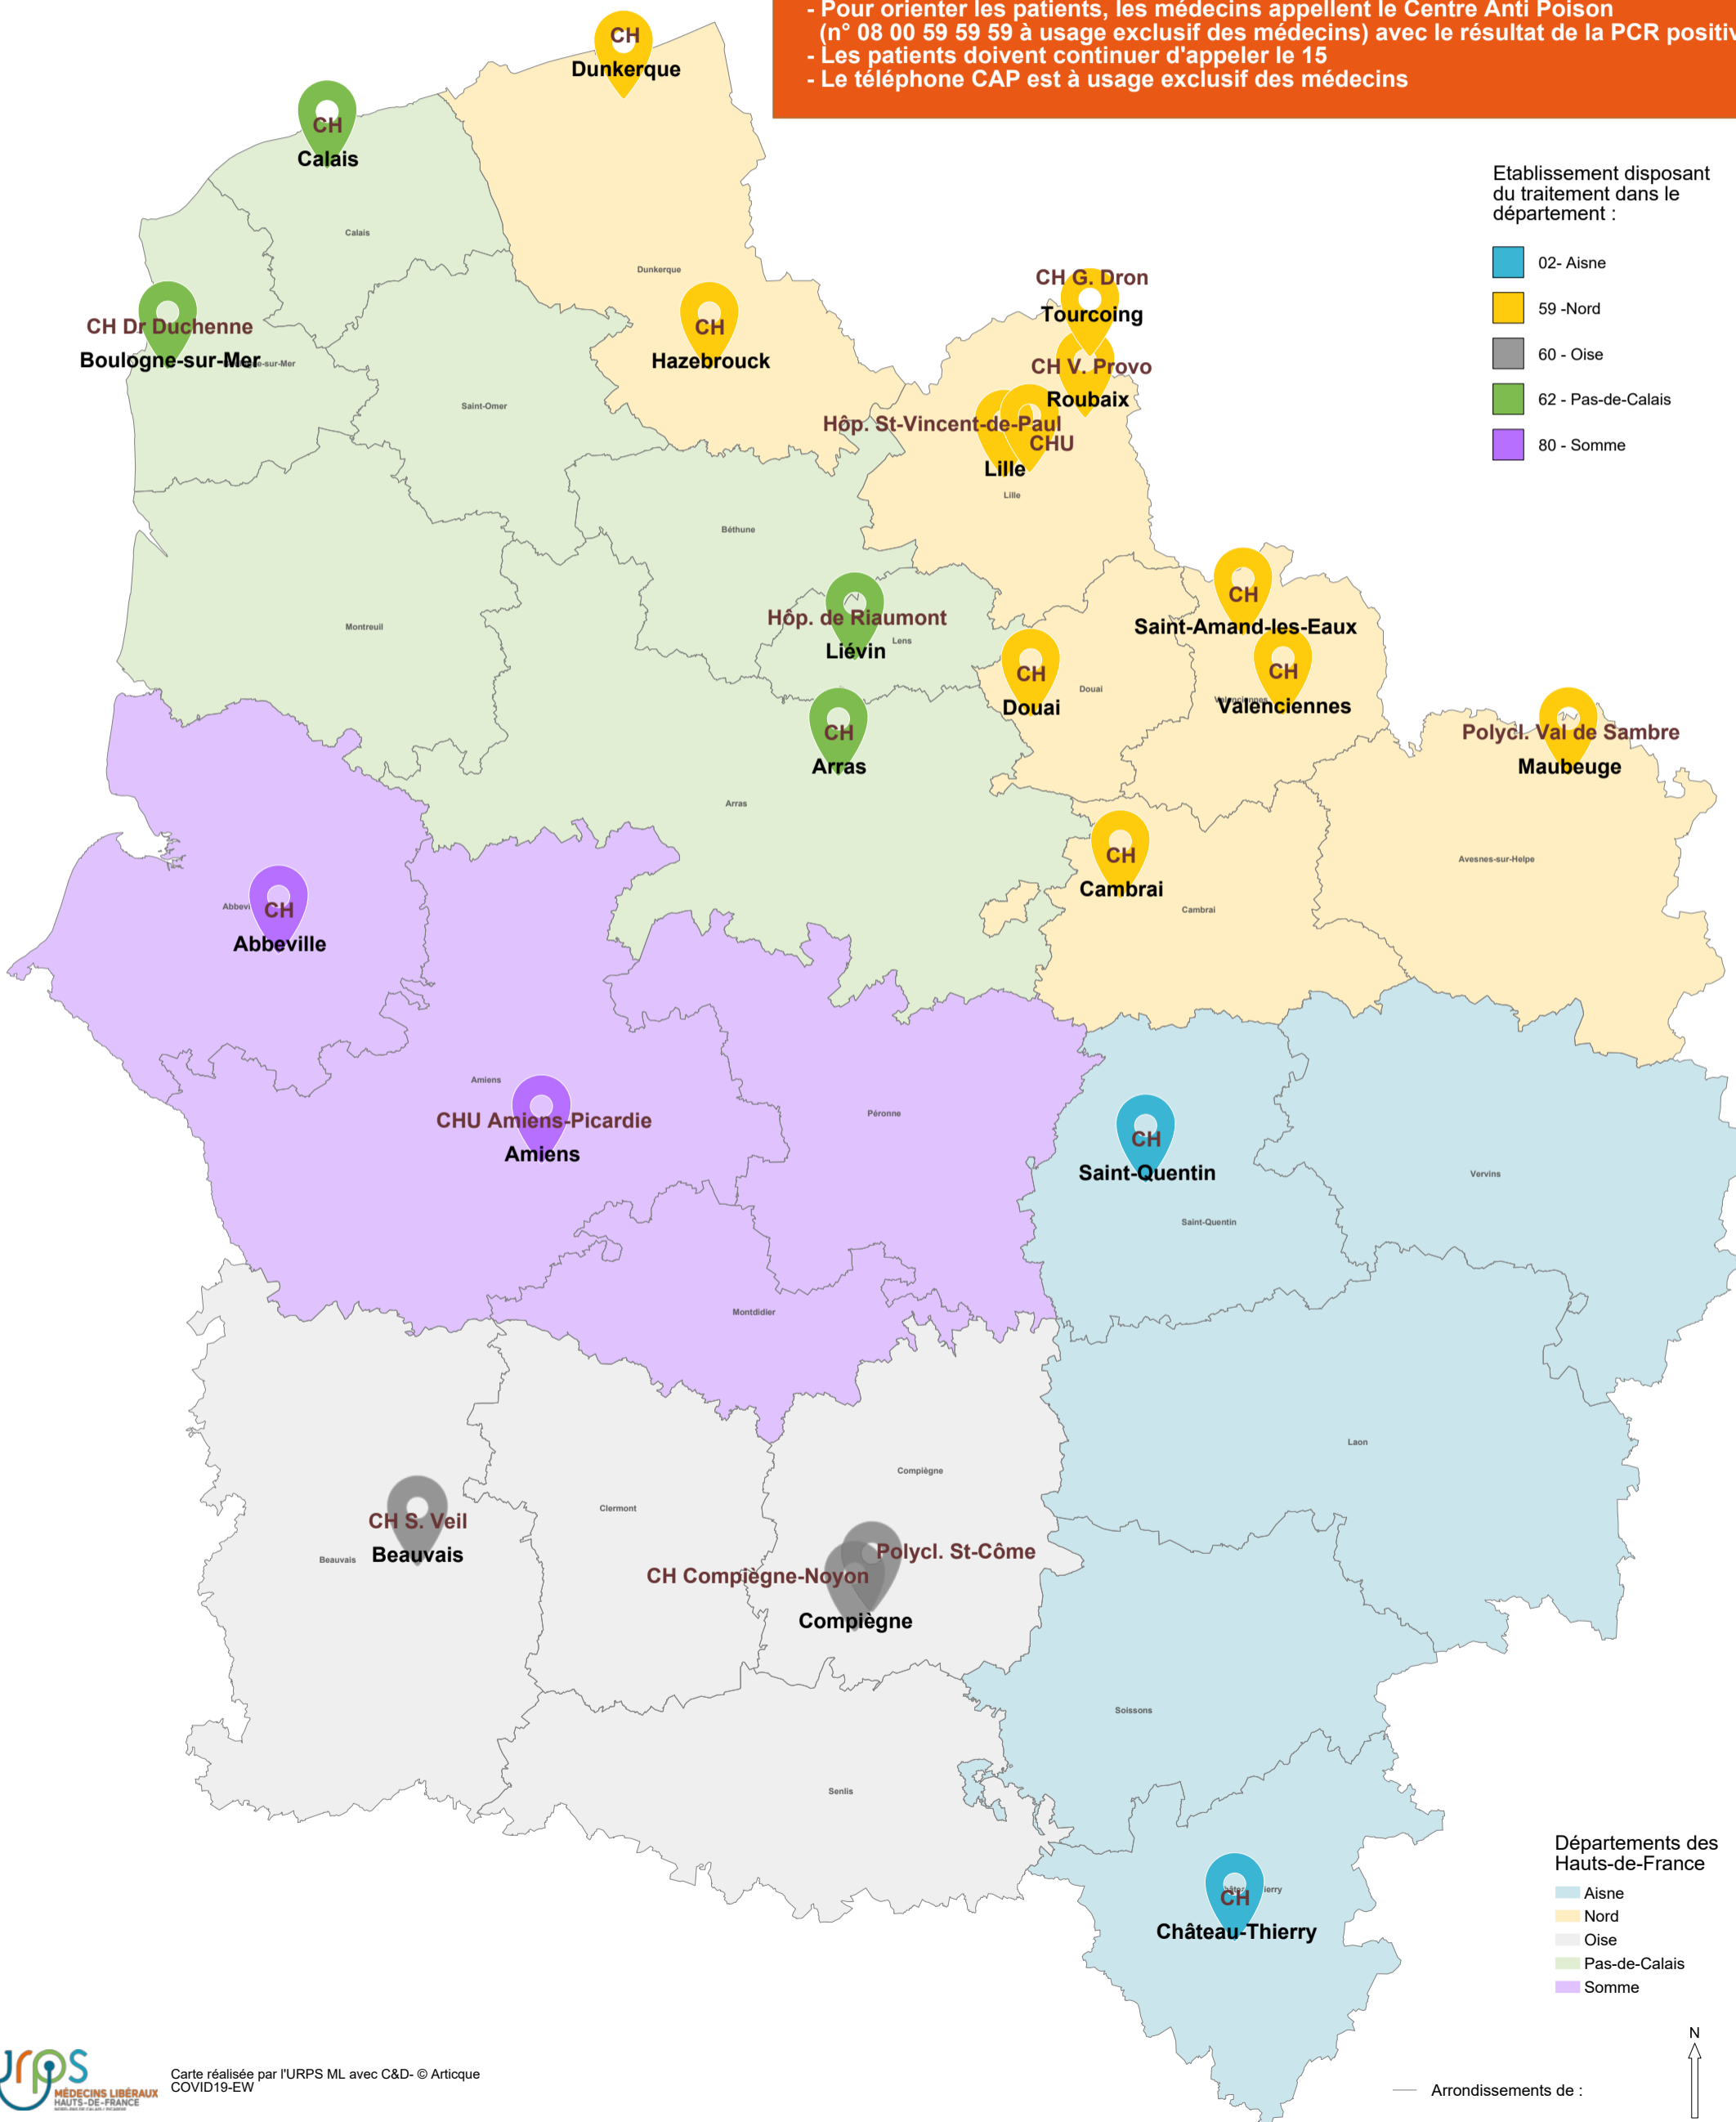 - Pour orienter les patients, les médecins appellent le Centre Anti Poison
(n° 08 00 59 59 59 à usage exclusif des médecins) avec le résultat de la PCR positiv
- Les patients doivent continuer d'appeler le 15
- Le téléphone CAP est à usage exclusif des médecins
CH
Dunkerque
CH
Calais
Etablissement disposant
du traitement dans le
département :
02- Aisne
59 -Nord
60 - Oise
62 - Pas-de-Calais
80 - Somme
Calais
Dunkerque
CH G. Dron
Tourcoing
CH Dr Duchenne
Boulogne-sur-Mer
CH
Hazebrouck
CH V. Provo
Roubaix
Saint-Omer
Hôp. St-Vincent-de-Paul
CHU
Lille
Lille
Béthune
CH
Saint-Amand-les-Eaux
Montreuil
Hôp. de Riaumont
Liévin
Lens
CH
Douai
Douai
CH
Valenciennes
Valenciennes
CH
Arras
Polycl. Val de Sambre
Maubeuge
Arras
CH
Cambrai
Cambrai
Avesnes-sur-Helpe
Abbevi
CH
Abbeville
Amiens
CHU Amiens-Picardie
Amiens
Péronne
CH
Saint-Quentin
Saint-Quentin
Vervins
Montdidier
Laon
Compiègne
Clermont
CH S. Veil
Beauvais
Beauvais
Polycl. St-Côme
CH Compiègne-Noyon
Compiègne
Soissons
Senlis
CH
Château-Thierry
Départements des
Hauts-de-France
Aisne
Nord
Oise
Pas-de-Calais
Somme
N
Arrondissements de :
urps
MÉDECINS LIBÉRAUX
HAUTS-DE-FRANCE
Carte réalisée par l'URPS ML avec C&D- © Articque
COVID19-EW